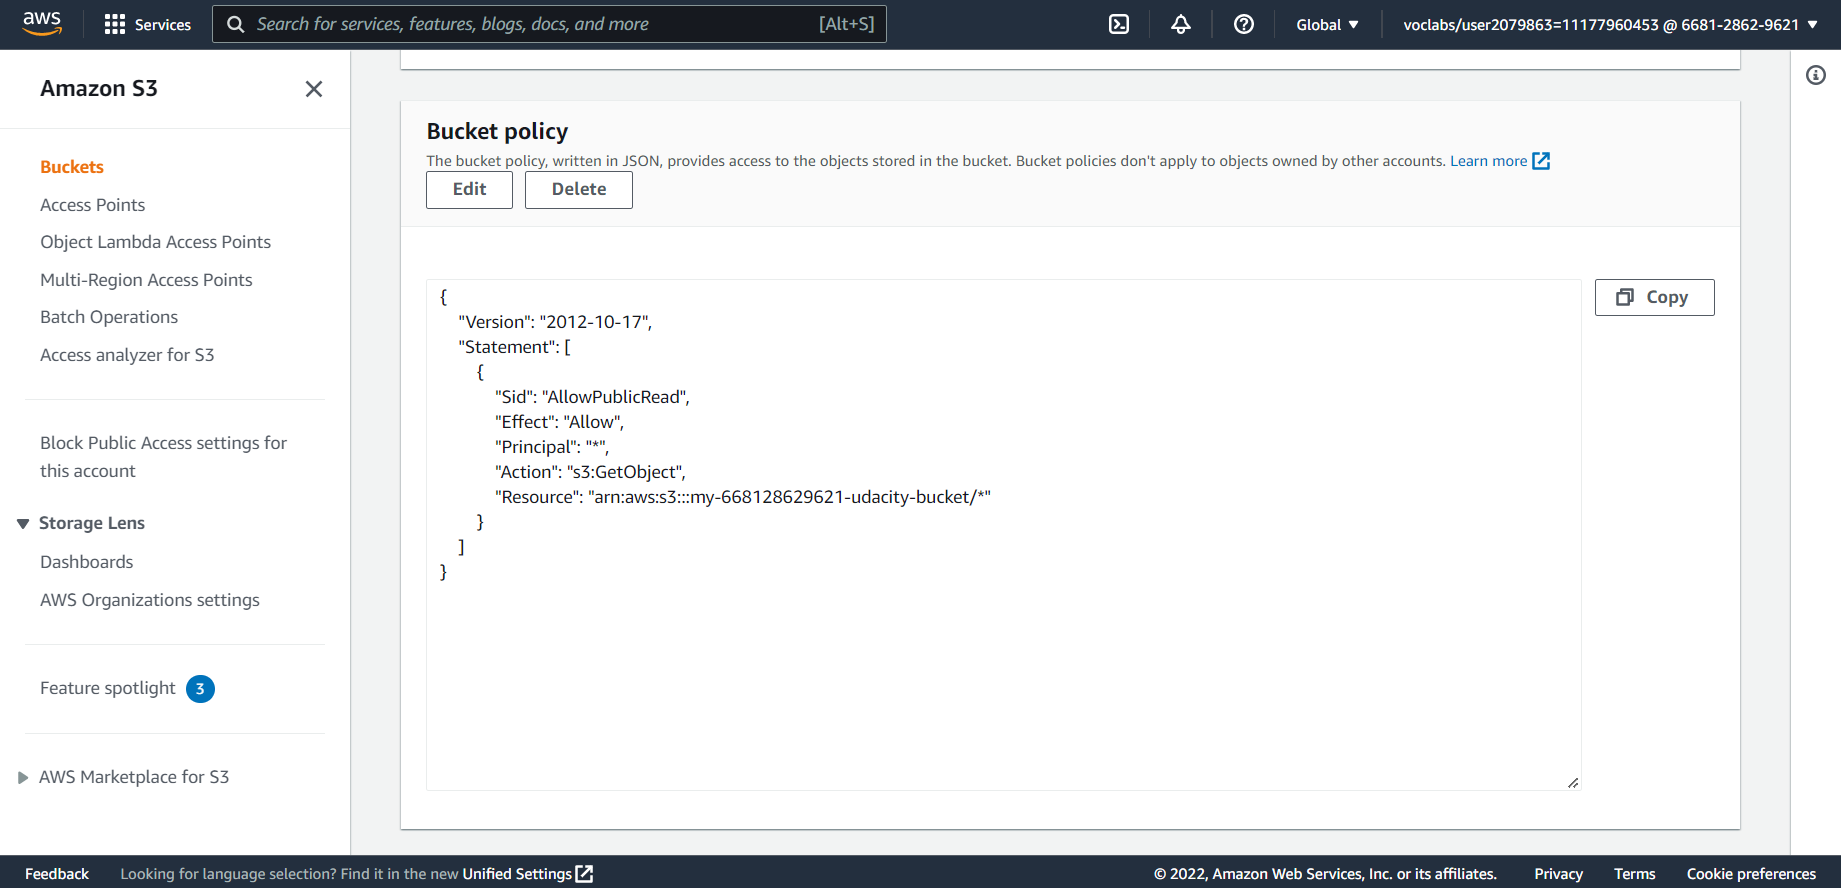 aws
Services
Search for services, features, blogs, docs, and more [Alt+S]
Global
voclabs/user2079863=11177960453 @ 6681-2862-9621
Amazon S3
Buckets
Access Points
Object Lambda Access Points
Multi-Region Access Points
Batch Operations
Access analyzer for S3
Block Public Access settings for
this account
Storage Lens
Dashboards
AWS Organizations settings
Feature spotlight 3
AWS Marketplace for S3
Bucket policy
The bucket policy, written in JSON, provides access to the objects stored in the bucket. Bucket policies don't apply to objects owned by other accounts. Learn more
Edit Delete
Copy
{
"Version": "2012-10-17",
"Statement": [
{
"Sid": "AllowPublicRead",
"Effect": "Allow",
"Principal": "*",
"Action": "s3:GetObject",
"Resource": "arn:aws:s3:::my-668128629621-udacity-bucket/*"
}
]
}
Feedback Looking for language selection? Find it in the new Unified Settings
© 2022, Amazon Web Services, Inc. or its affiliates. Privacy Terms Cookie preferences